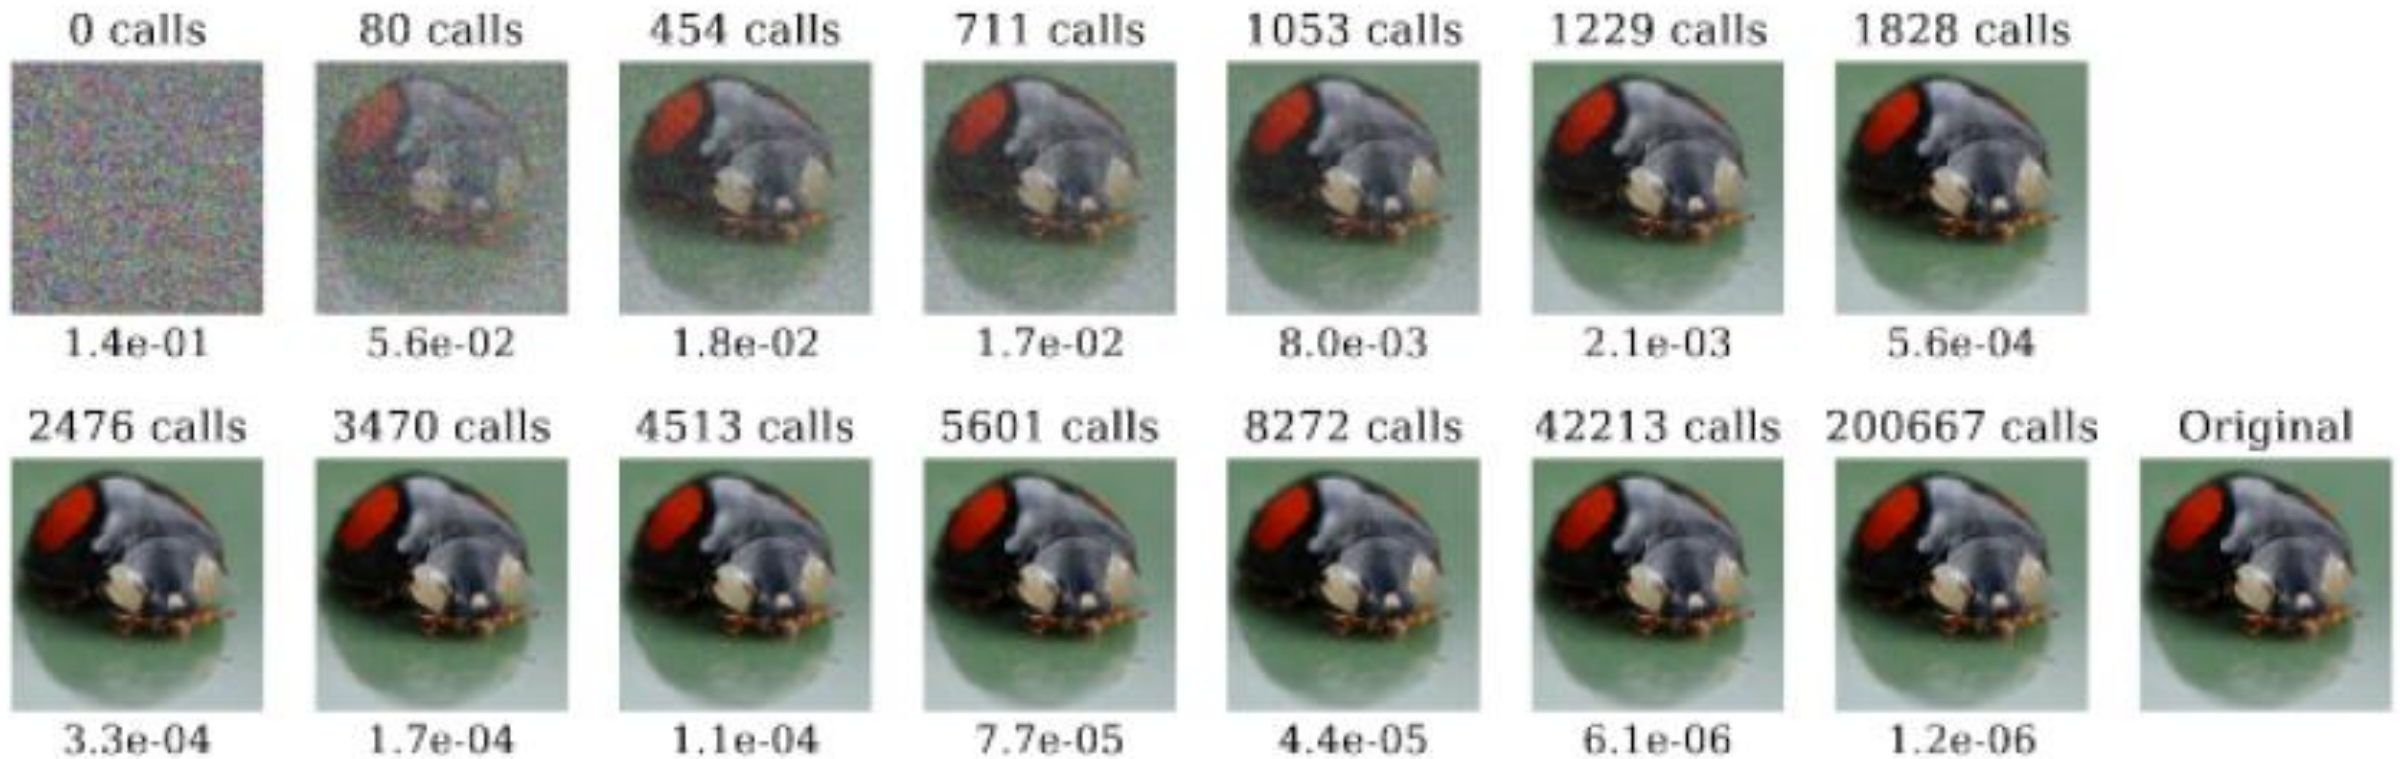 0 calls 80 calls 454 calls 711 calls 1053 calls 1229 calls 1828 calls
1.4e-01 5.6e-02 1.8e-02 1.7e-02 8.0e-03 2.1e-03 5.6e-04
2476 calls 3470 calls 4513 calls 5601 calls 8272 calls 42213 calls 200667 calls Original
3.3e-04 1.7e-04 1.1e-04 7.7e-05 4.4e-05 6.1e-06 1.2e-06